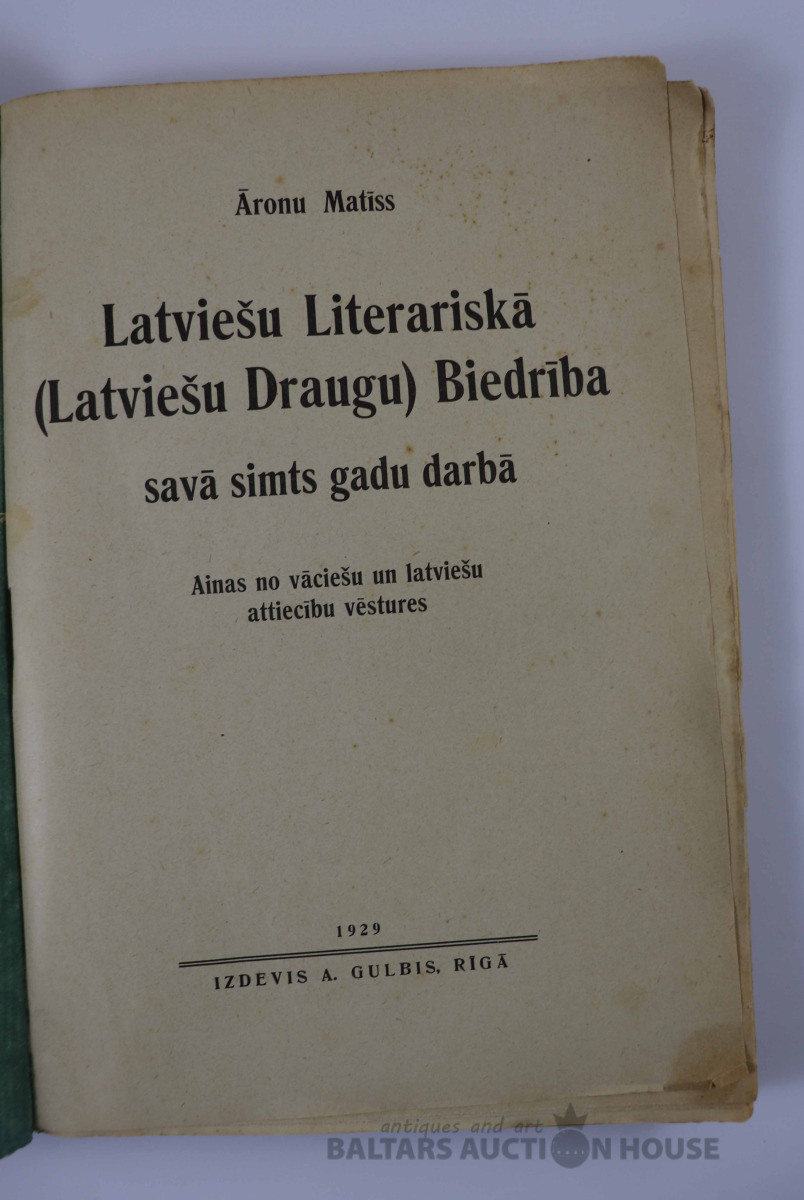 Āronu Matīss
Latviešu Literariskā
(Latviešu Draugu) Biedrība
savā simts gadu darbā
Ainas no vāciešu un latviešu
attiecību vēstures
1929
IZDEVIS A. GULBIS, RĪGĀ
antiques and art
BALTARS AUCTION HOUSE